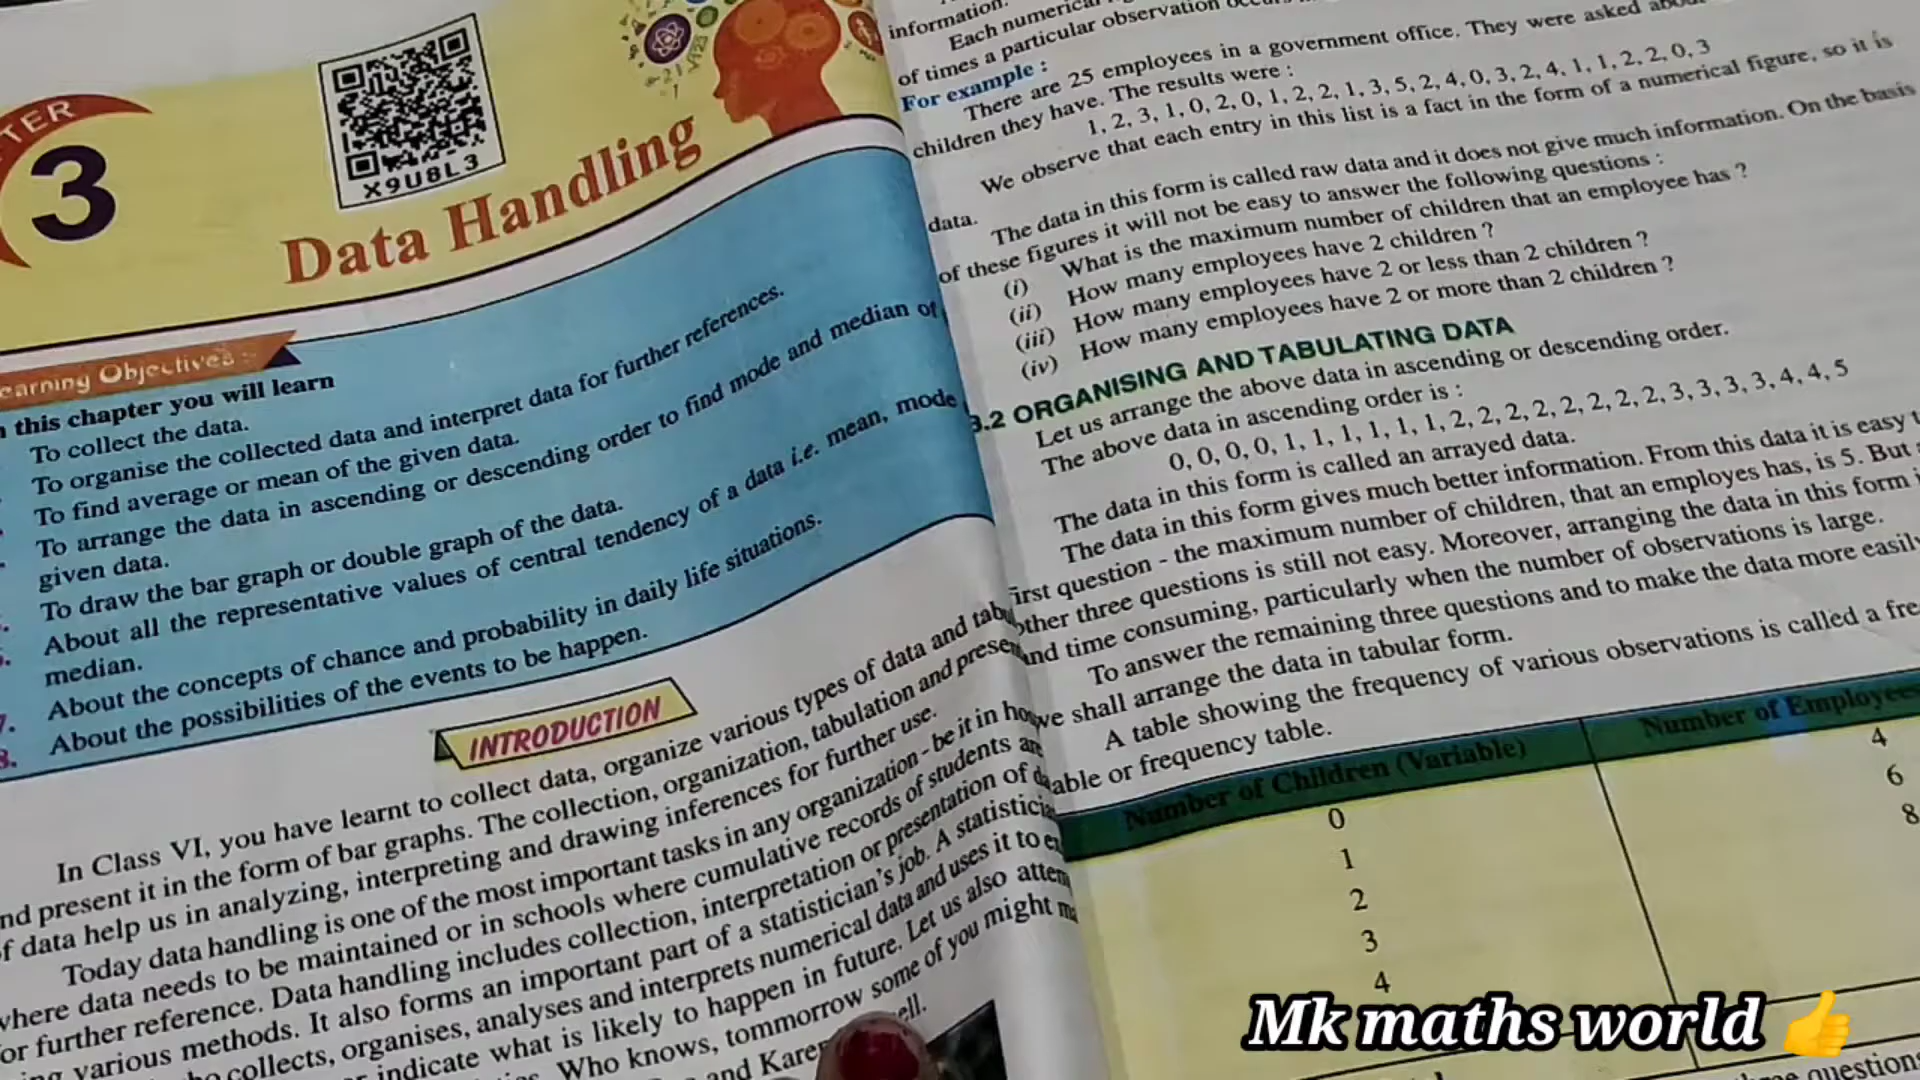 TER
3
X9U8L3
Data Handling
earning Objectives
this chapter you will learn
To collect the data.
To organise the collected data and interpret data for further references.
To find average or mean of the given data.
To arrange the data in ascending or descending order to find mode and median of
given data.
To draw the bar graph or double graph of the data.
About all the representative values of central tendency of a data i.e. mean, mode
median.
7. About the concepts of chance and probability in daily life situations.
8. About the possibilities of the events to be happen.
INTRODUCTION
In Class VI, you have learnt to collect data, organize various types of data and tabu
nd present it in the form of bar graphs. The collection, organization, tabulation and presen
f data help us in analyzing, interpreting and drawing inferences for further use.
Today data handling is one of the most important tasks in any organization - be it in ho
where data needs to be maintained or in schools where cumulative records of students are
or further reference. Data handling includes collection, interpretation or presentation of da
ng various methods. It also forms an important part of a statistician's job. A statistici
collects, organises, analyses and interprets numerical data and uses it to
indicate what is likely to happen in future. Let us also attem
Who knows, tommorrow some of you might
and Kare
ell.
information.
Each numerical
of times a particular observation
For example :
There are 25 employees in a government office. They were asked
children they have. The results were :
1, 2, 3, 1, 0, 2, 0, 1, 2, 2, 1, 3, 5, 2, 4, 0, 3, 2, 4, 1, 1, 2, 2, 0, 3
We observe that each entry in this list is a fact in the form of a numerical figure, so it is
data.
The data in this form is called raw data and it does not give much information. On the basis
of these figures it will not be easy to answer the following questions :
(i) What is the maximum number of children that an employee has ?
(ii) How many employees have 2 children ?
(iii) How many employees have 2 or less than 2 children ?
(iv) How many employees have 2 or more than 2 children ?
3.2 ORGANISING AND TABULATING DATA
Let us arrange the above data in ascending or descending order.
The above data in ascending order is :
0, 0, 0, 0, 1, 1, 1, 1, 1, 1, 2, 2, 2, 2, 2, 2, 2, 2, 3, 3, 3, 3, 4, 4, 5
The data in this form is called an arrayed data.
The data in this form gives much better information. From this data it is easy t
first question - the maximum number of children, that an employes has, is 5. But
other three questions is still not easy. Moreover, arranging the data in this form i
and time consuming, particularly when the number of observations is large.
To answer the remaining three questions and to make the data more easily
we shall arrange the data in tabular form.
A table showing the frequency of various observations is called a fre
able or frequency table.
Number of Children (Variable) Number of Employees
0 4
1 6
2 8
3
4
Mk maths world 👍
question